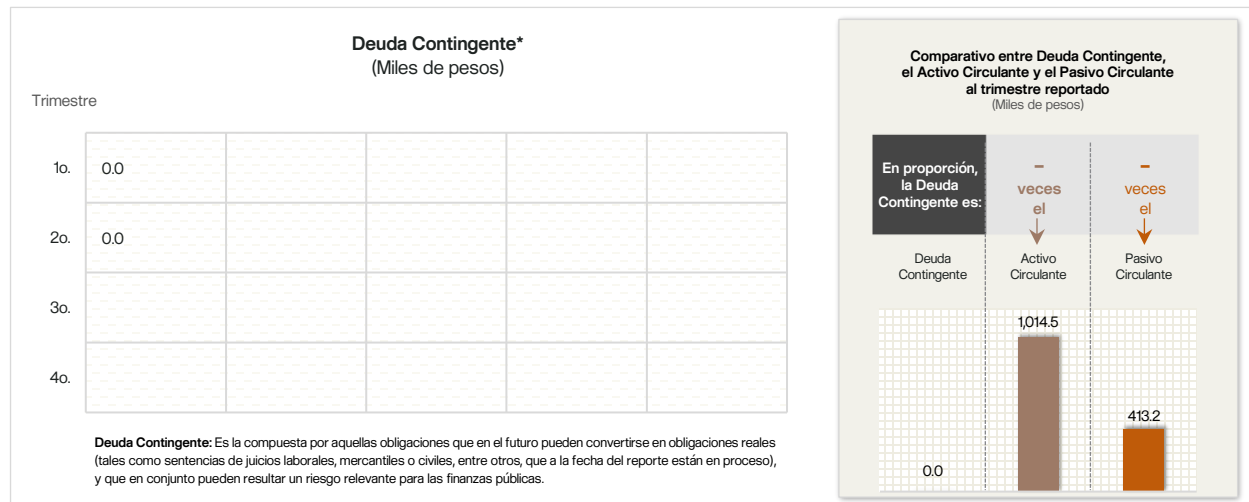 Deuda Contingente*
(Miles de pesos)
Trimestre
1o. 0.0
2o. 0.0
3o.
4o.
Deuda Contingente: Es la compuesta por aquellas obligaciones que en el futuro pueden convertirse en obligaciones reales
(tales como sentencias de juicios laborales, mercantiles o civiles, entre otros, que a la fecha del reporte están en proceso),
y que en conjunto pueden resultar un riesgo relevante para las finanzas públicas.
Comparativo entre Deuda Contingente,
el Activo Circulante y el Pasivo Circulante
al trimestre reportado
(Miles de pesos)
En proporción,
la Deuda
Contingente es:
–
veces
el
–
veces
el
Deuda
Contingente
Activo
Circulante
Pasivo
Circulante
0.0
1,014.5
413.2